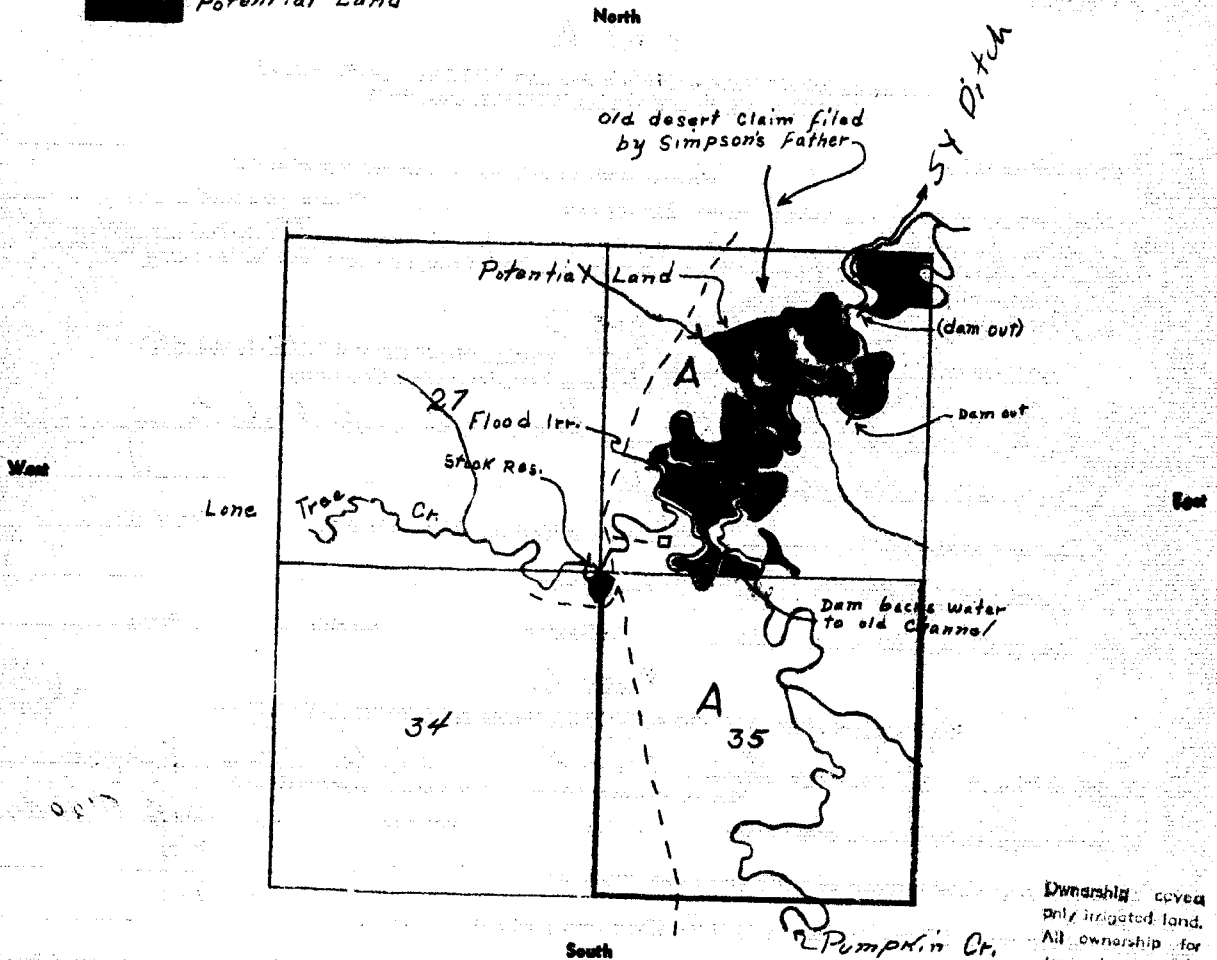 Potential Land
North
5Y Ditch
Old desert Claim filed
by Simpson's Father
Potential Land
(dam out)
A
27
Dam out
Flood Irr.
Stock Res.
West
East
Lone Tree Cr.
Dam backs water
to old Channel
A
34
35
Ownership covers
only irrigated land.
All ownership for
South
Pumpkin Cr.